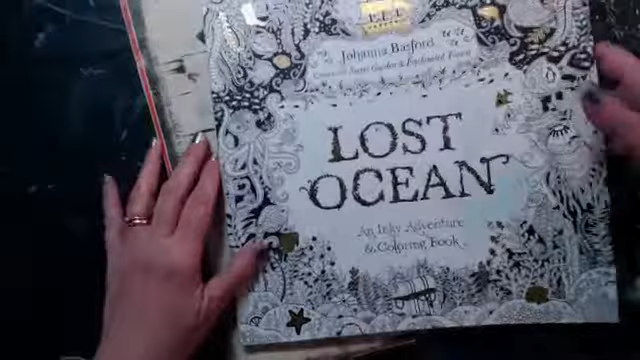 Johanna Basford
LOST
OCEAN
An Inky Adventure
& Coloring Book